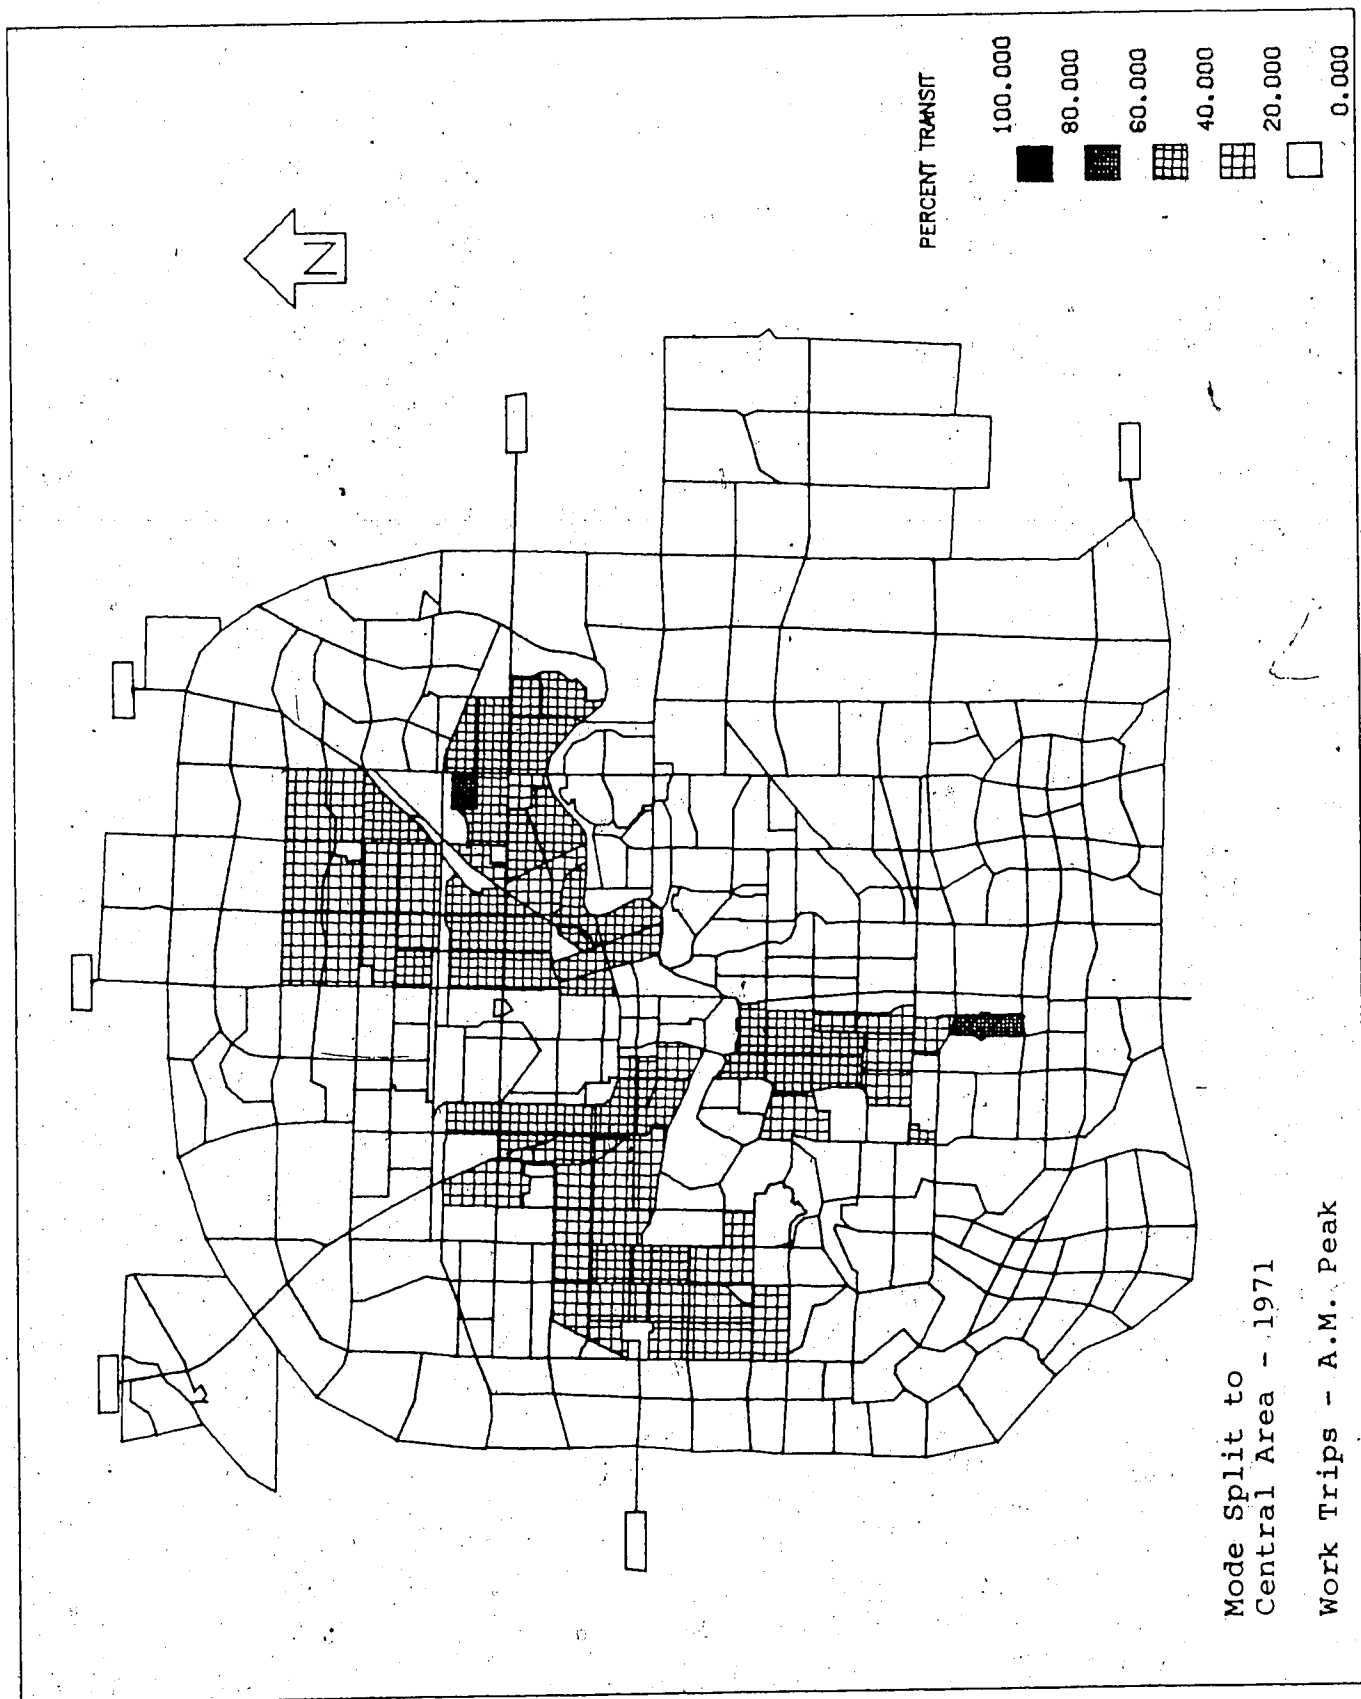 N
PERCENT TRANSIT
100.000
80.000
60.000
40.000
20.000
0.000
Mode Split to
Central Area - 1971
Work Trips - A.M. Peak